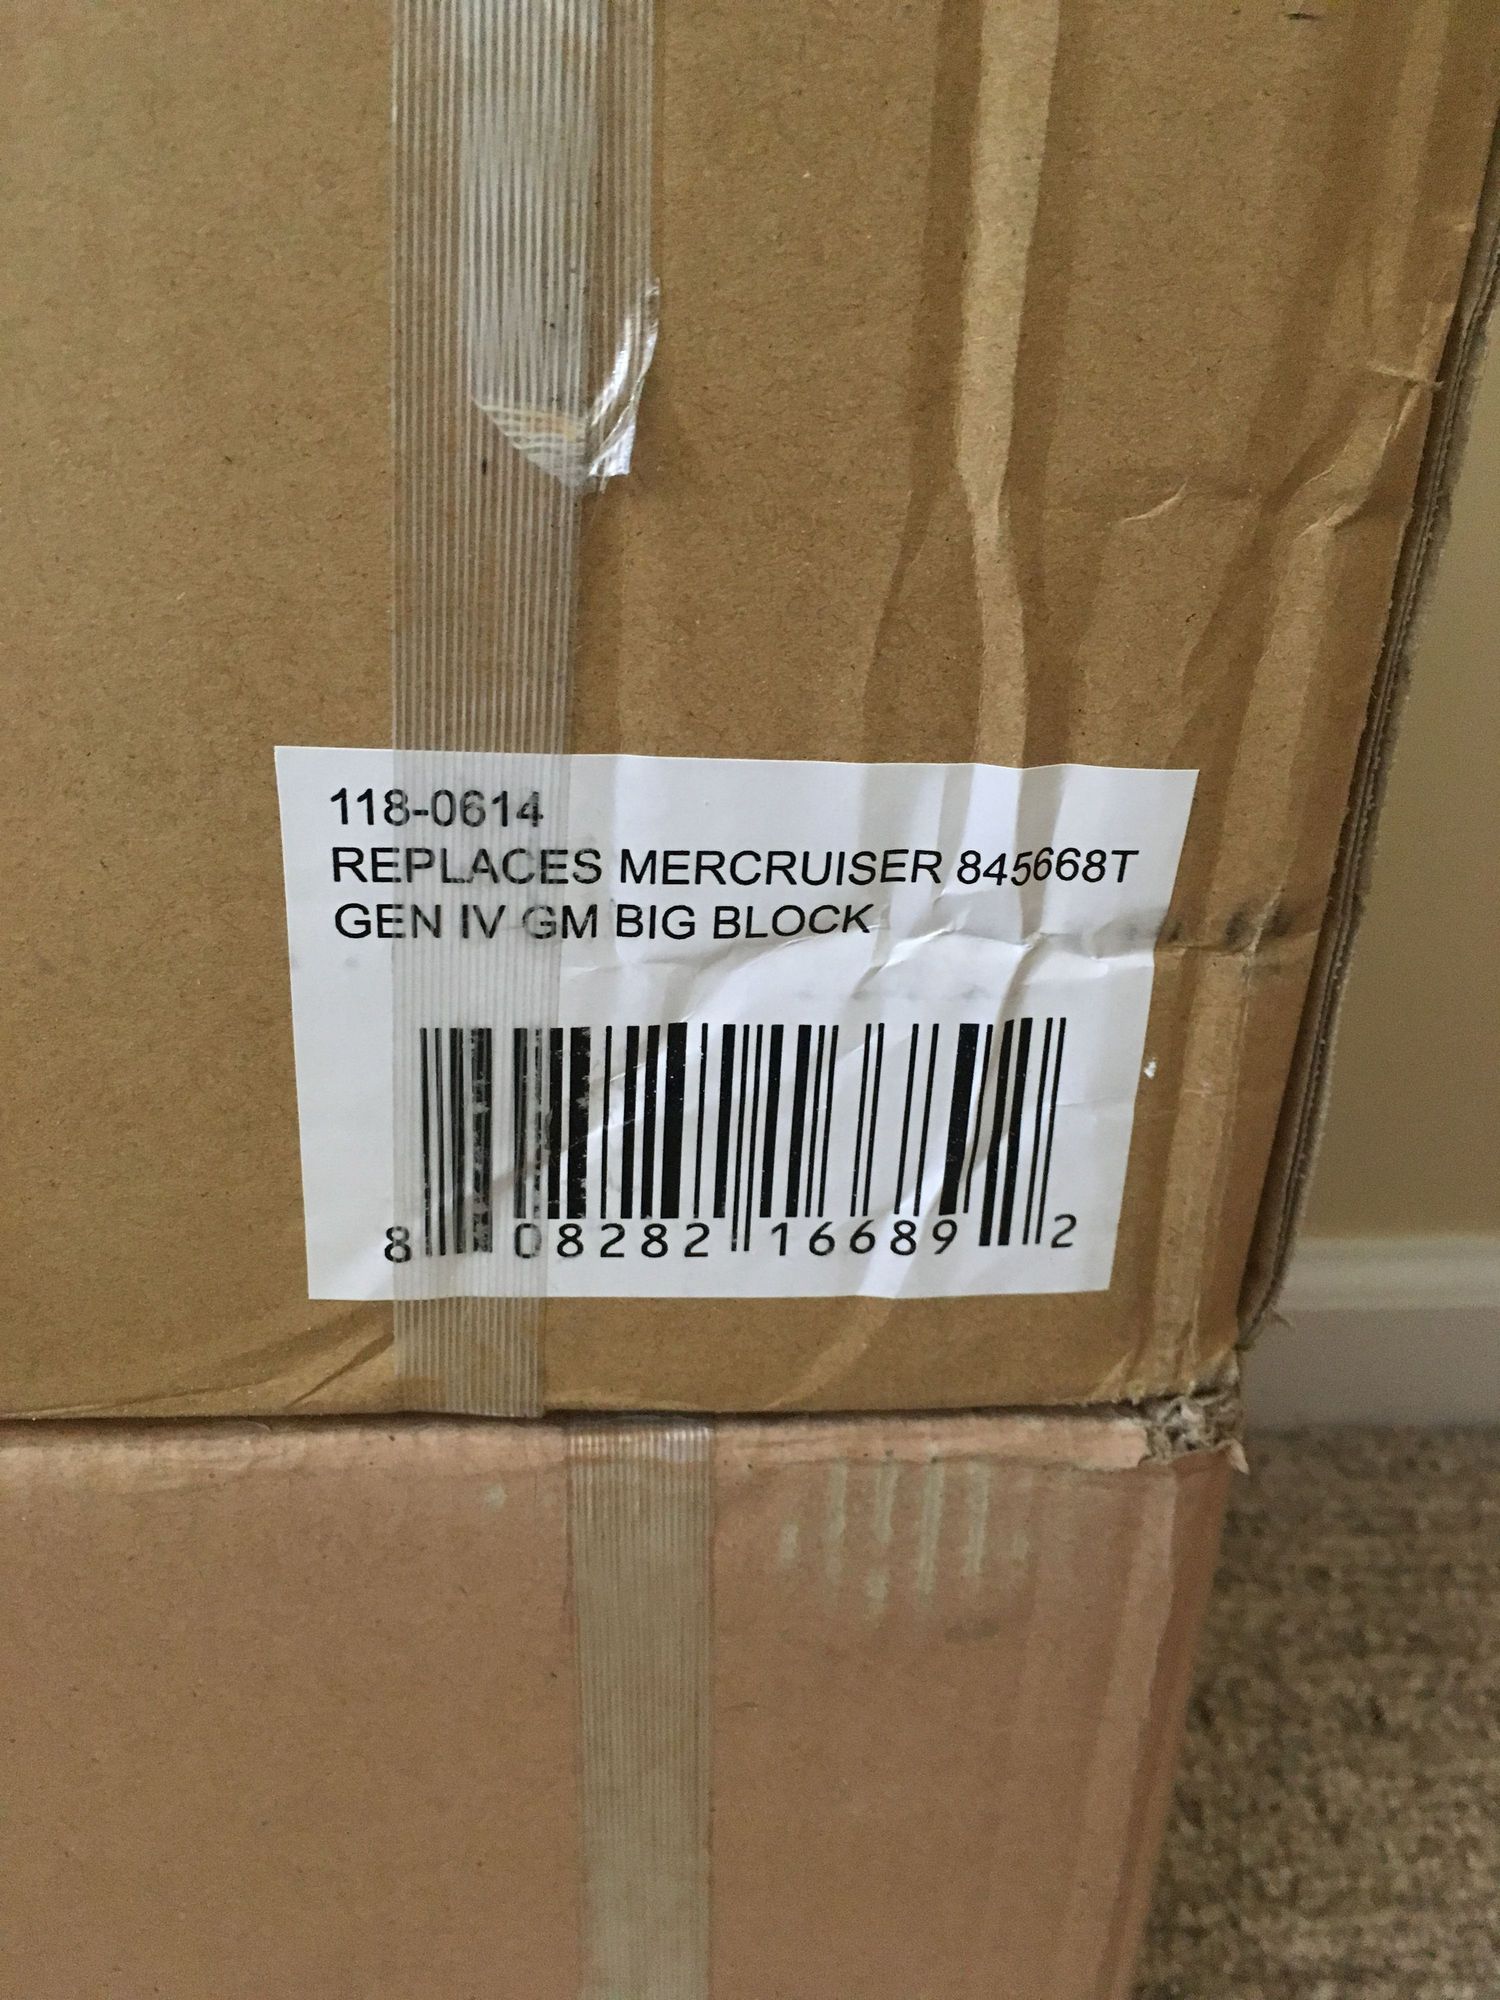 118-0614
REPLACES MERCRUISER 845668T
GEN IV GM BIG BLOCK
8 08282 16689 2